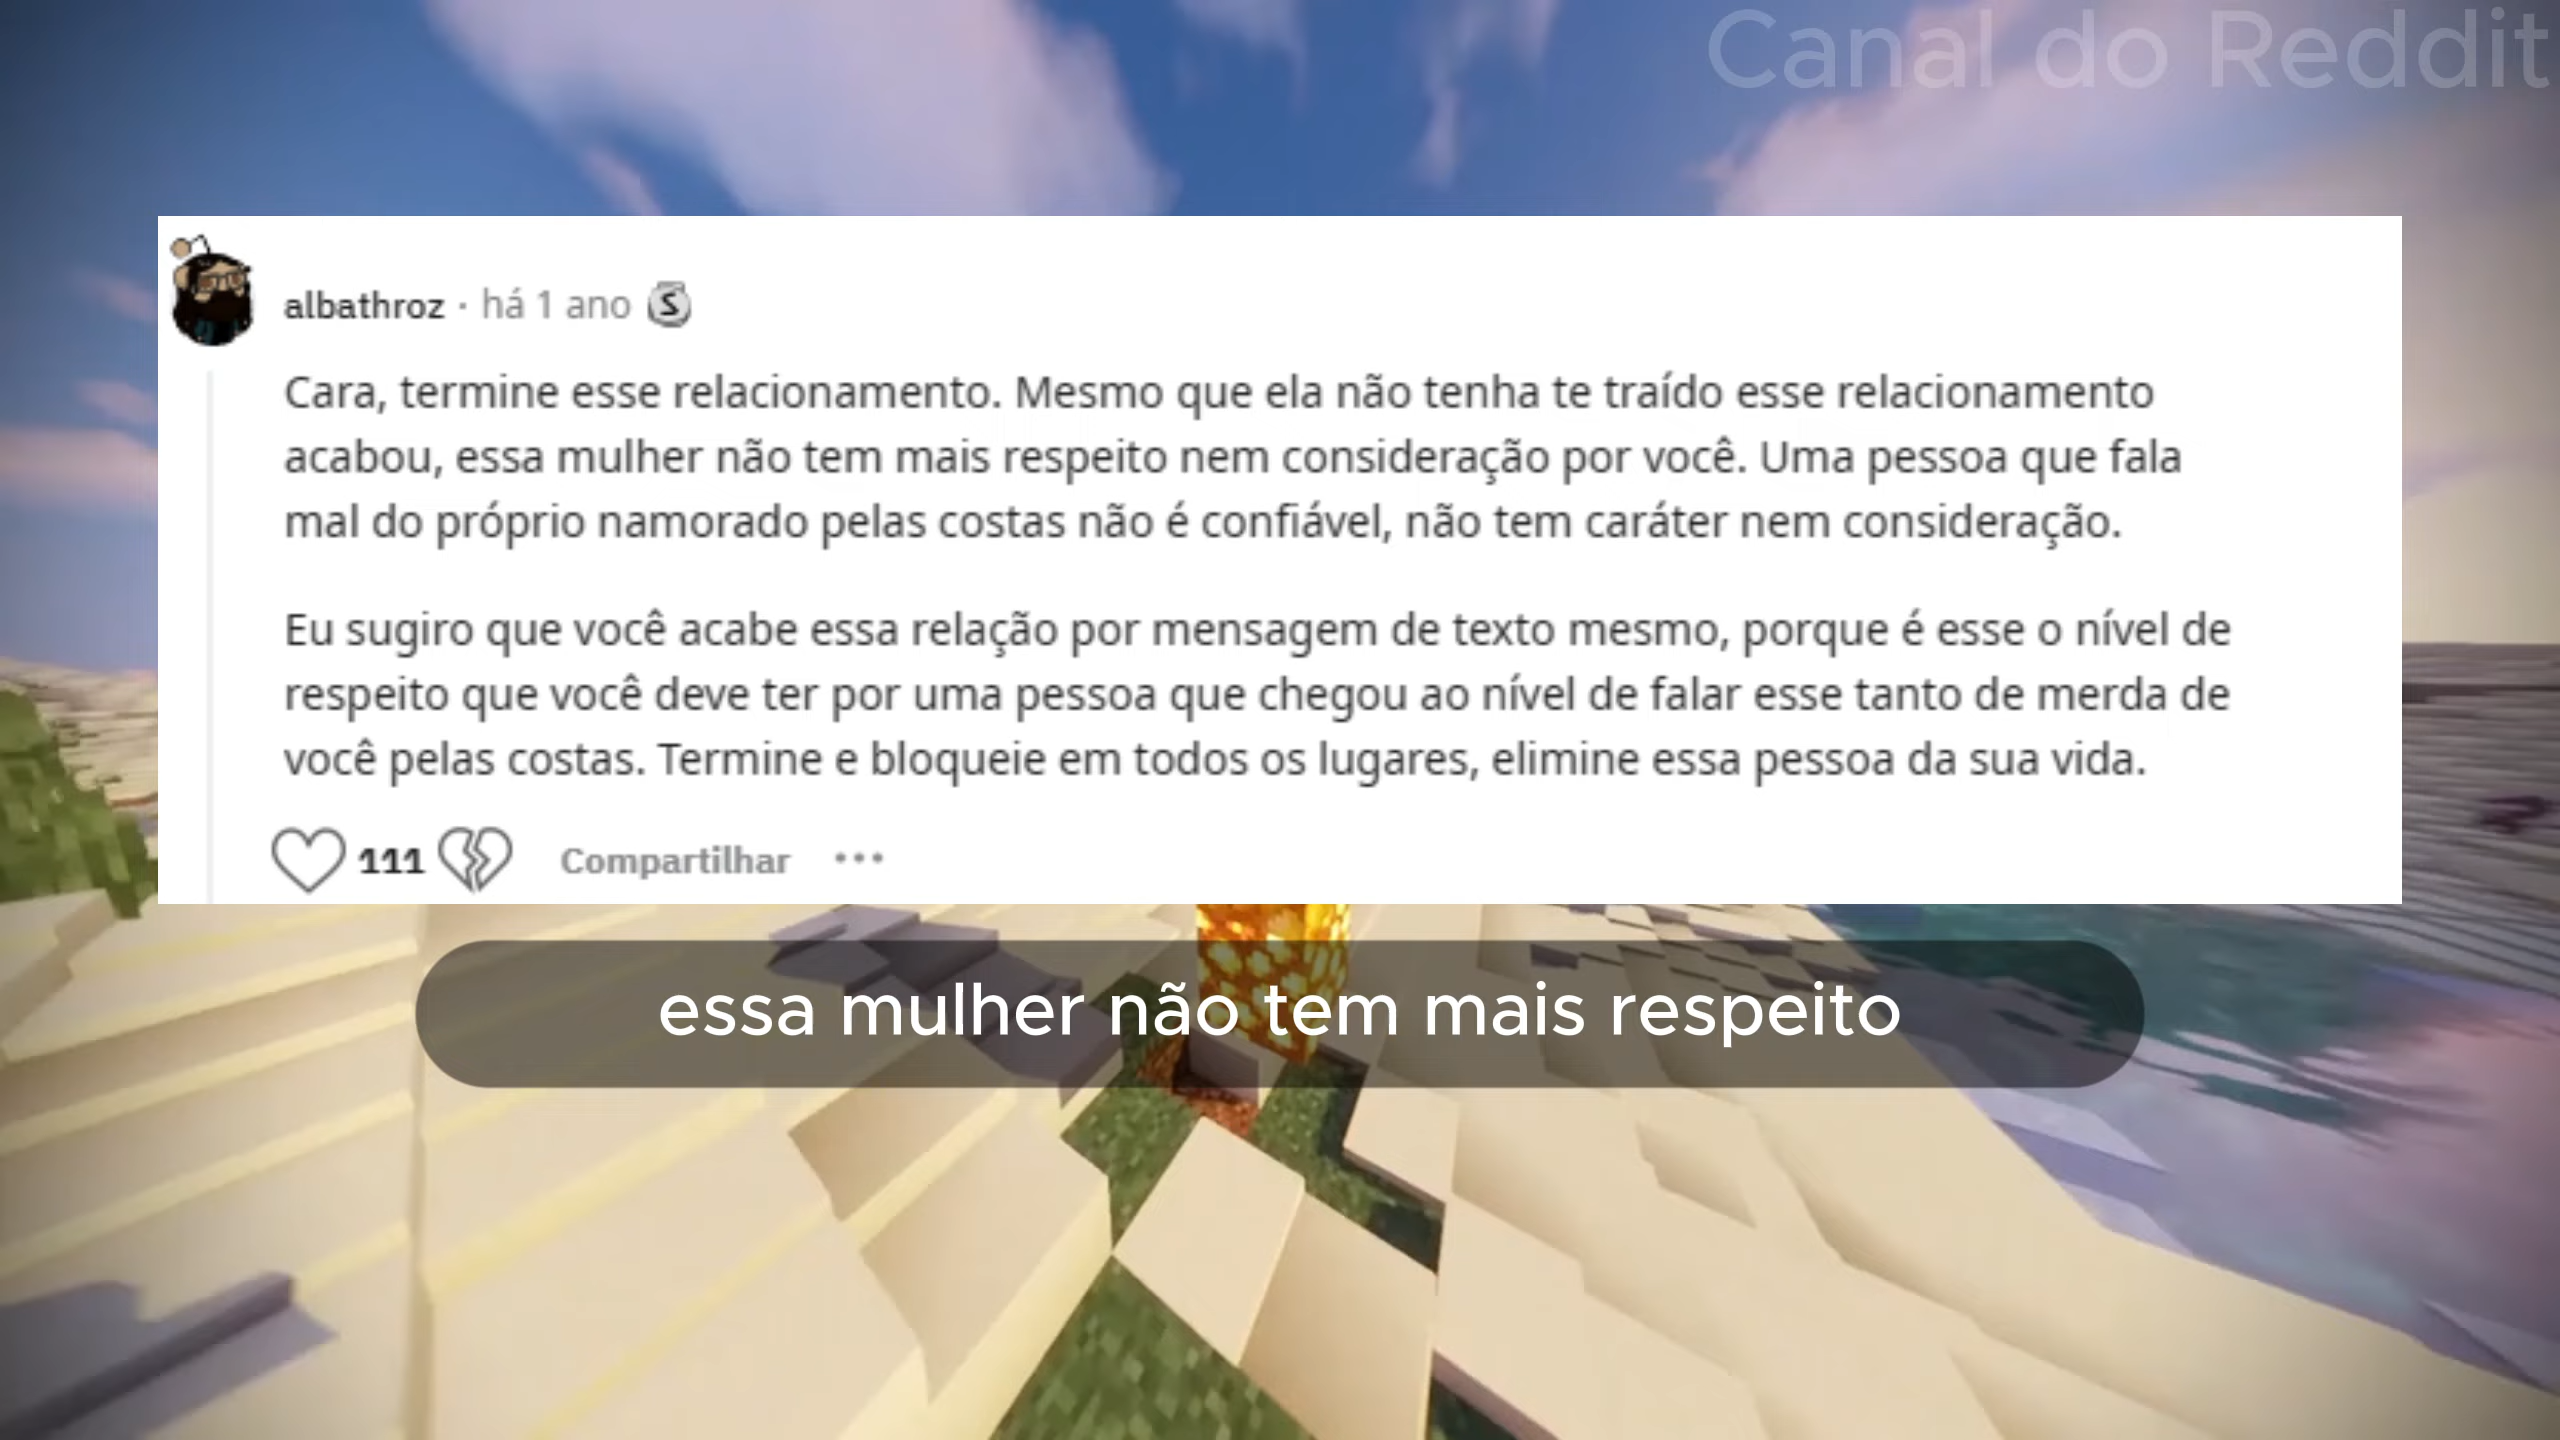 Canal do Reddit
albathroz · há 1 ano S
Cara, termine esse relacionamento. Mesmo que ela não tenha te traído esse relacionamento
acabou, essa mulher não tem mais respeito nem consideração por você. Uma pessoa que fala
mal do próprio namorado pelas costas não é confiável, não tem caráter nem consideração.
Eu sugiro que você acabe essa relação por mensagem de texto mesmo, porque é esse o nível de
respeito que você deve ter por uma pessoa que chegou ao nível de falar esse tanto de merda de
você pelas costas. Termine e bloqueie em todos os lugares, elimine essa pessoa da sua vida.
111 Compartilhar ...
essa mulher não tem mais respeito